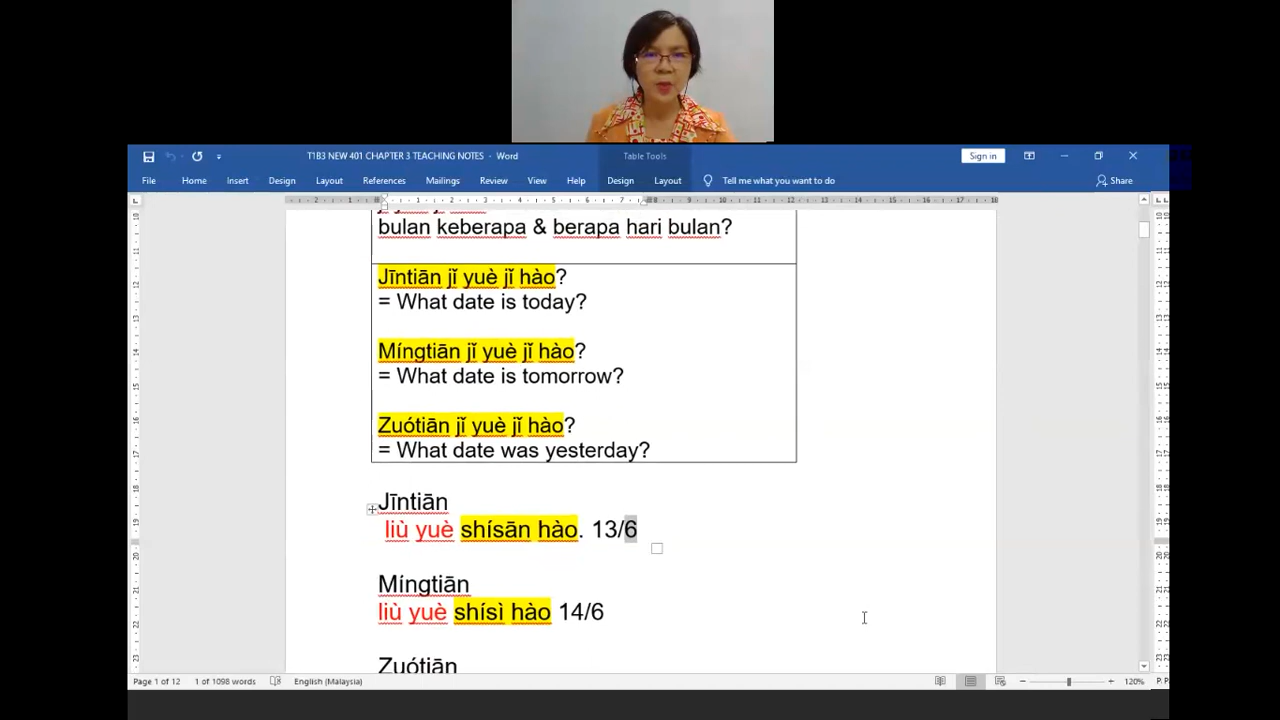 T1B3 NEW 401 CHAPTER 3 TEACHING NOTES - Word
Table Tools
Sign in
File Home Insert Design Layout References Mailings Review View Help Design Layout Tell me what you want to do Share
bulan keberapa & berapa hari bulan?
Jīntiān jǐ yuè jǐ hào?
= What date is today?
Míngtiān jǐ yuè jǐ hào?
= What date is tomorrow?
Zuótiān jǐ yuè jǐ hào?
= What date was yesterday?
Jīntiān
liù yuè shísān hào. 13/6
Míngtiān
liù yuè shísì hào 14/6
Zuótiān
Page 1 of 12 1 of 1098 words English (Malaysia) 120%